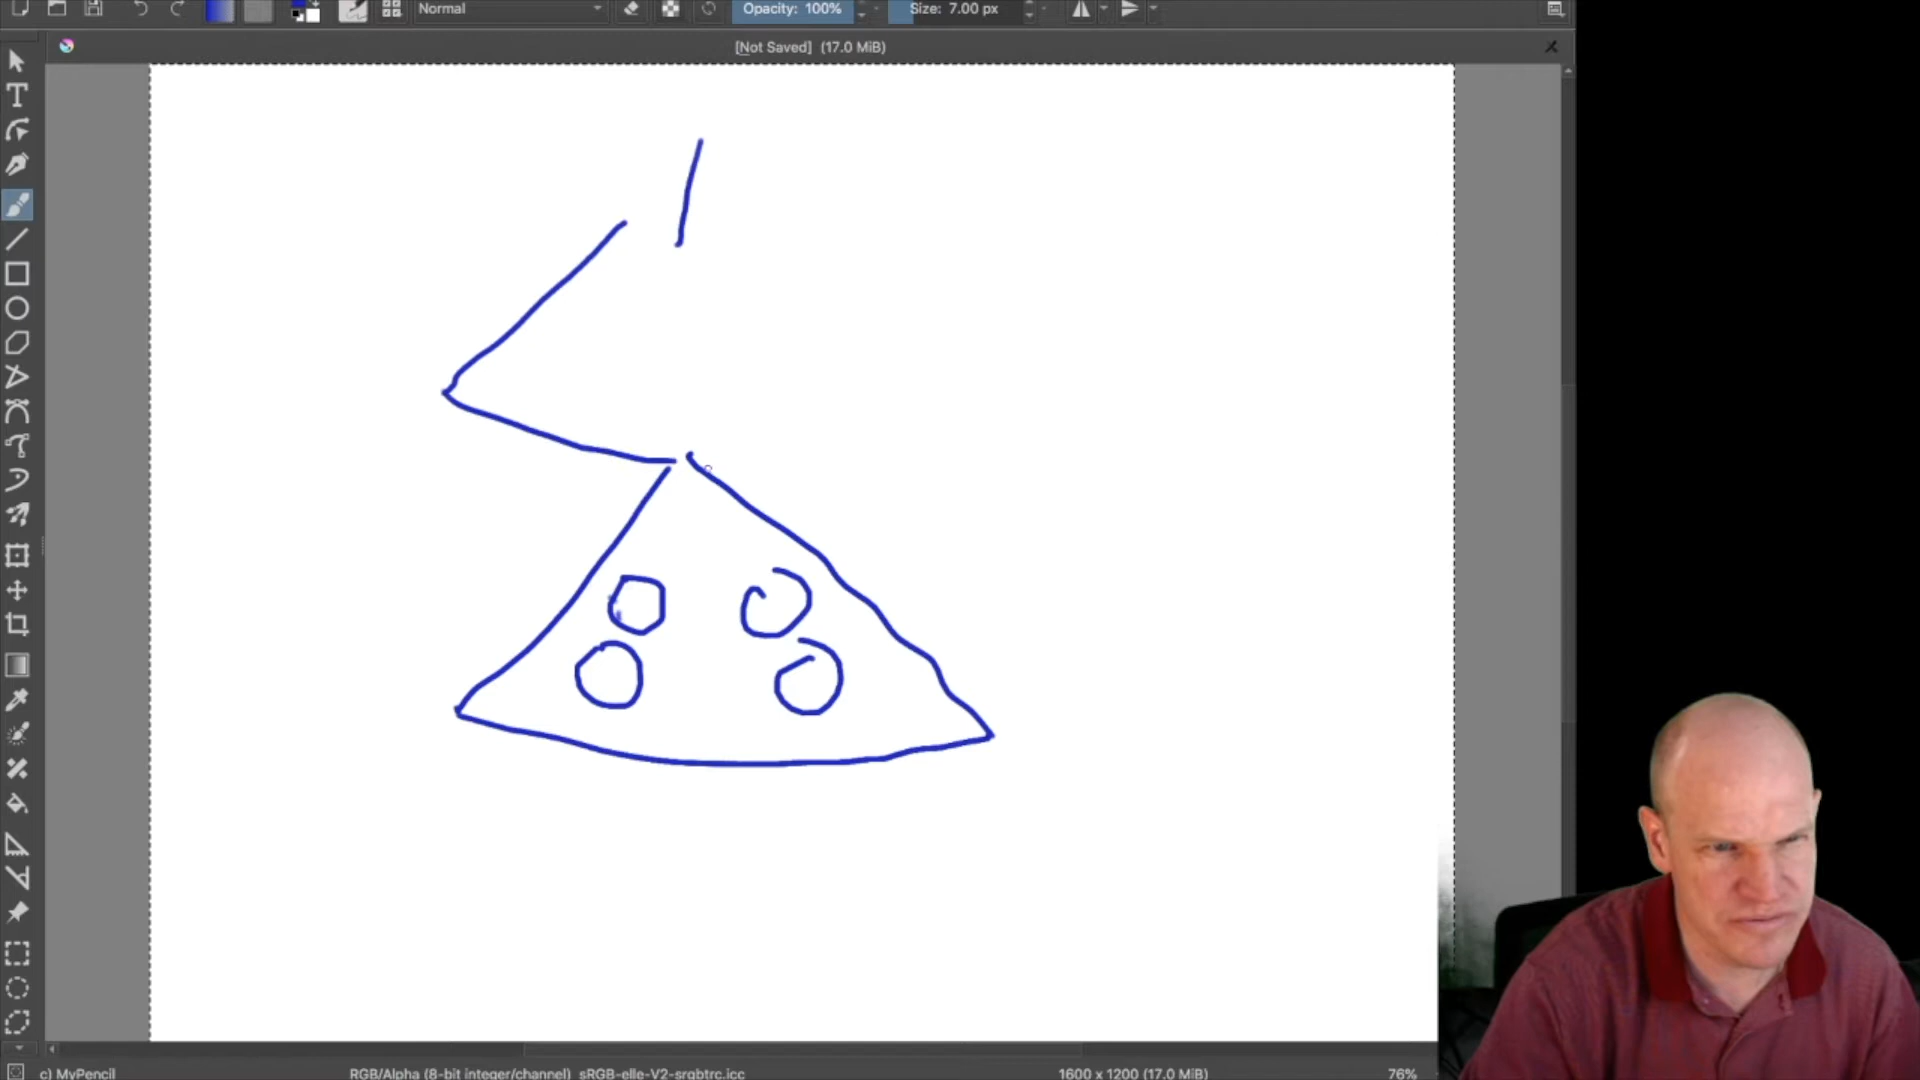 Normal Opacity: 100% Size: 7.00 px
[Not Saved] (17.0 MiB)
c) MyPencil RGB/Alpha (8-bit integer/channel) sRGB-elle-V2-srgbtrc.icc 1600 x 1200 (17.0 MiB) 76%